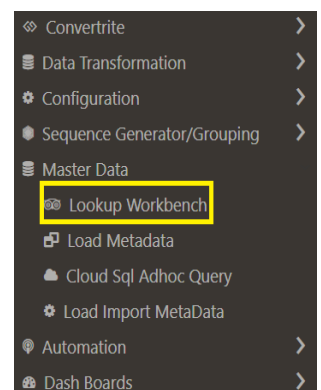 Convertrite
Data Transformation
Configuration
Sequence Generator/Grouping
Master Data
Lookup Workbench
Load Metadata
Cloud Sql Adhoc Query
Load Import MetaData
Automation
Dash Boards